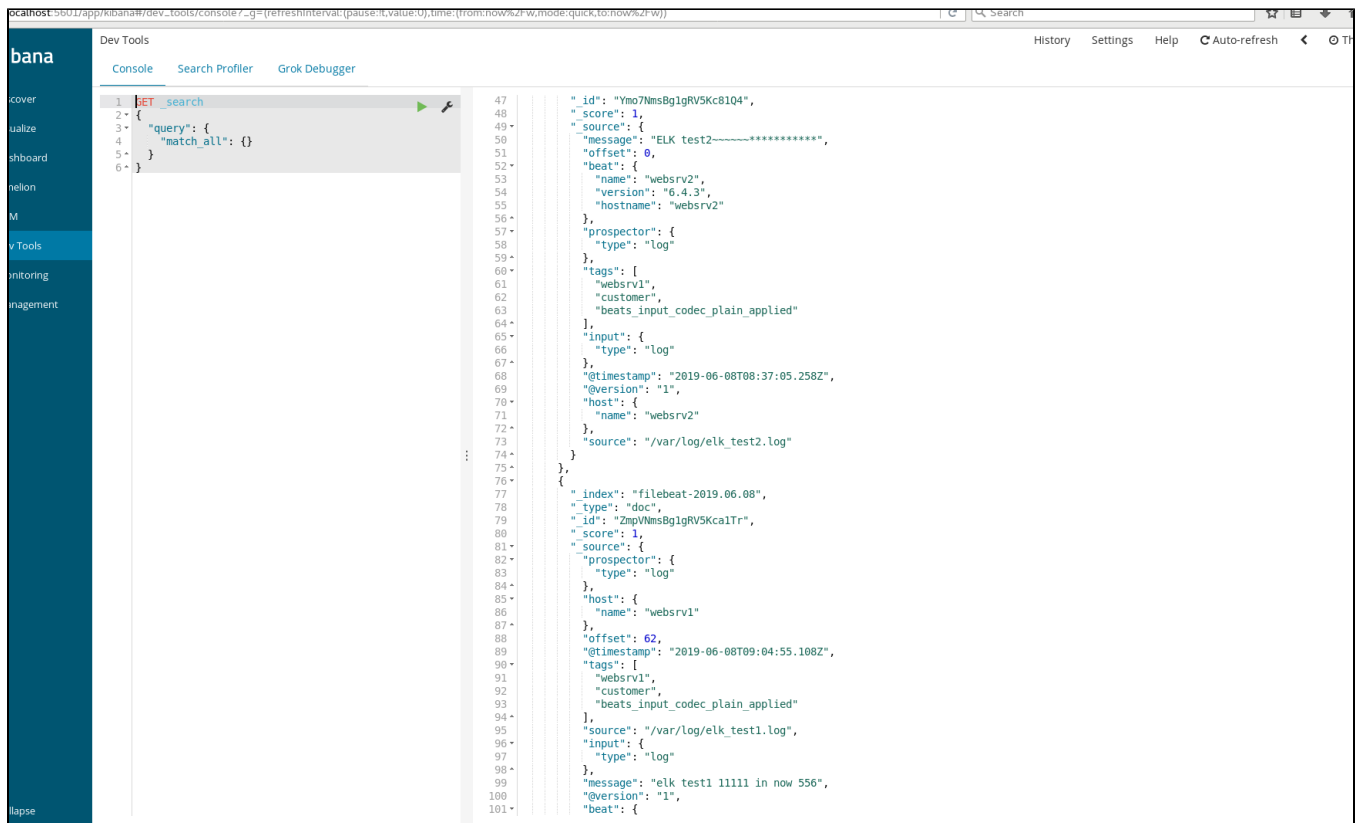 ocalhost:5601/app/kibana#/dev_tools/console?_g=(refreshInterval:(pause:!t,value:0),time:(from:now%2Fw,mode:quick,to:now%2Fw))
Search
bana
Dev Tools
History Settings Help Auto-refresh Th
Console Search Profiler Grok Debugger
scover
ualize
shboard
melion
M
v Tools
onitoring
anagement
llapse
1 GET _search
2 {
3 "query": {
4 "match_all": {}
5 }
6 }
47 "_id": "Ymo7NmsBg1gRV5Kc81Q4",
48 "_score": 1,
49 "_source": {
50 "message": "ELK test2~~~~~~***********",
51 "offset": 0,
52 "beat": {
53 "name": "websrv2",
54 "version": "6.4.3",
55 "hostname": "websrv2"
56 },
57 "prospector": {
58 "type": "log"
59 },
60 "tags": [
61 "websrv1",
62 "customer",
63 "beats_input_codec_plain_applied"
64 ],
65 "input": {
66 "type": "log"
67 },
68 "@timestamp": "2019-06-08T08:37:05.258Z",
69 "@version": "1",
70 "host": {
71 "name": "websrv2"
72 },
73 "source": "/var/log/elk_test2.log"
74 }
75 },
76 {
77 "_index": "filebeat-2019.06.08",
78 "_type": "doc",
79 "_id": "ZmpVNmsBg1gRV5Kca1Tr",
80 "_score": 1,
81 "_source": {
82 "prospector": {
83 "type": "log"
84 },
85 "host": {
86 "name": "websrv1"
87 },
88 "offset": 62,
89 "@timestamp": "2019-06-08T09:04:55.108Z",
90 "tags": [
91 "websrv1",
92 "customer",
93 "beats_input_codec_plain_applied"
94 ],
95 "source": "/var/log/elk_test1.log",
96 "input": {
97 "type": "log"
98 },
99 "message": "elk test1 11111 in now 556",
100 "@version": "1",
101 "beat": {